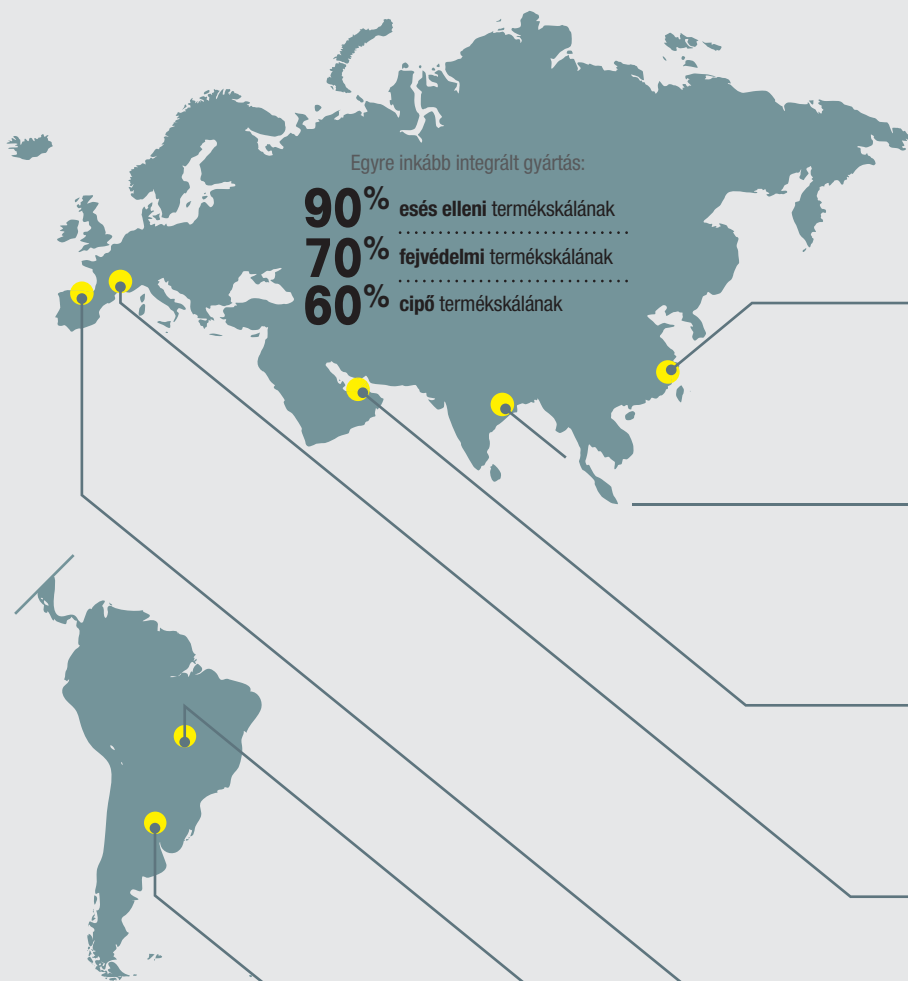 Egyre inkább integrált gyártás:
90% esés elleni termékskálának
70% fejvédelmi termékskálának
60% cipő termékskálának